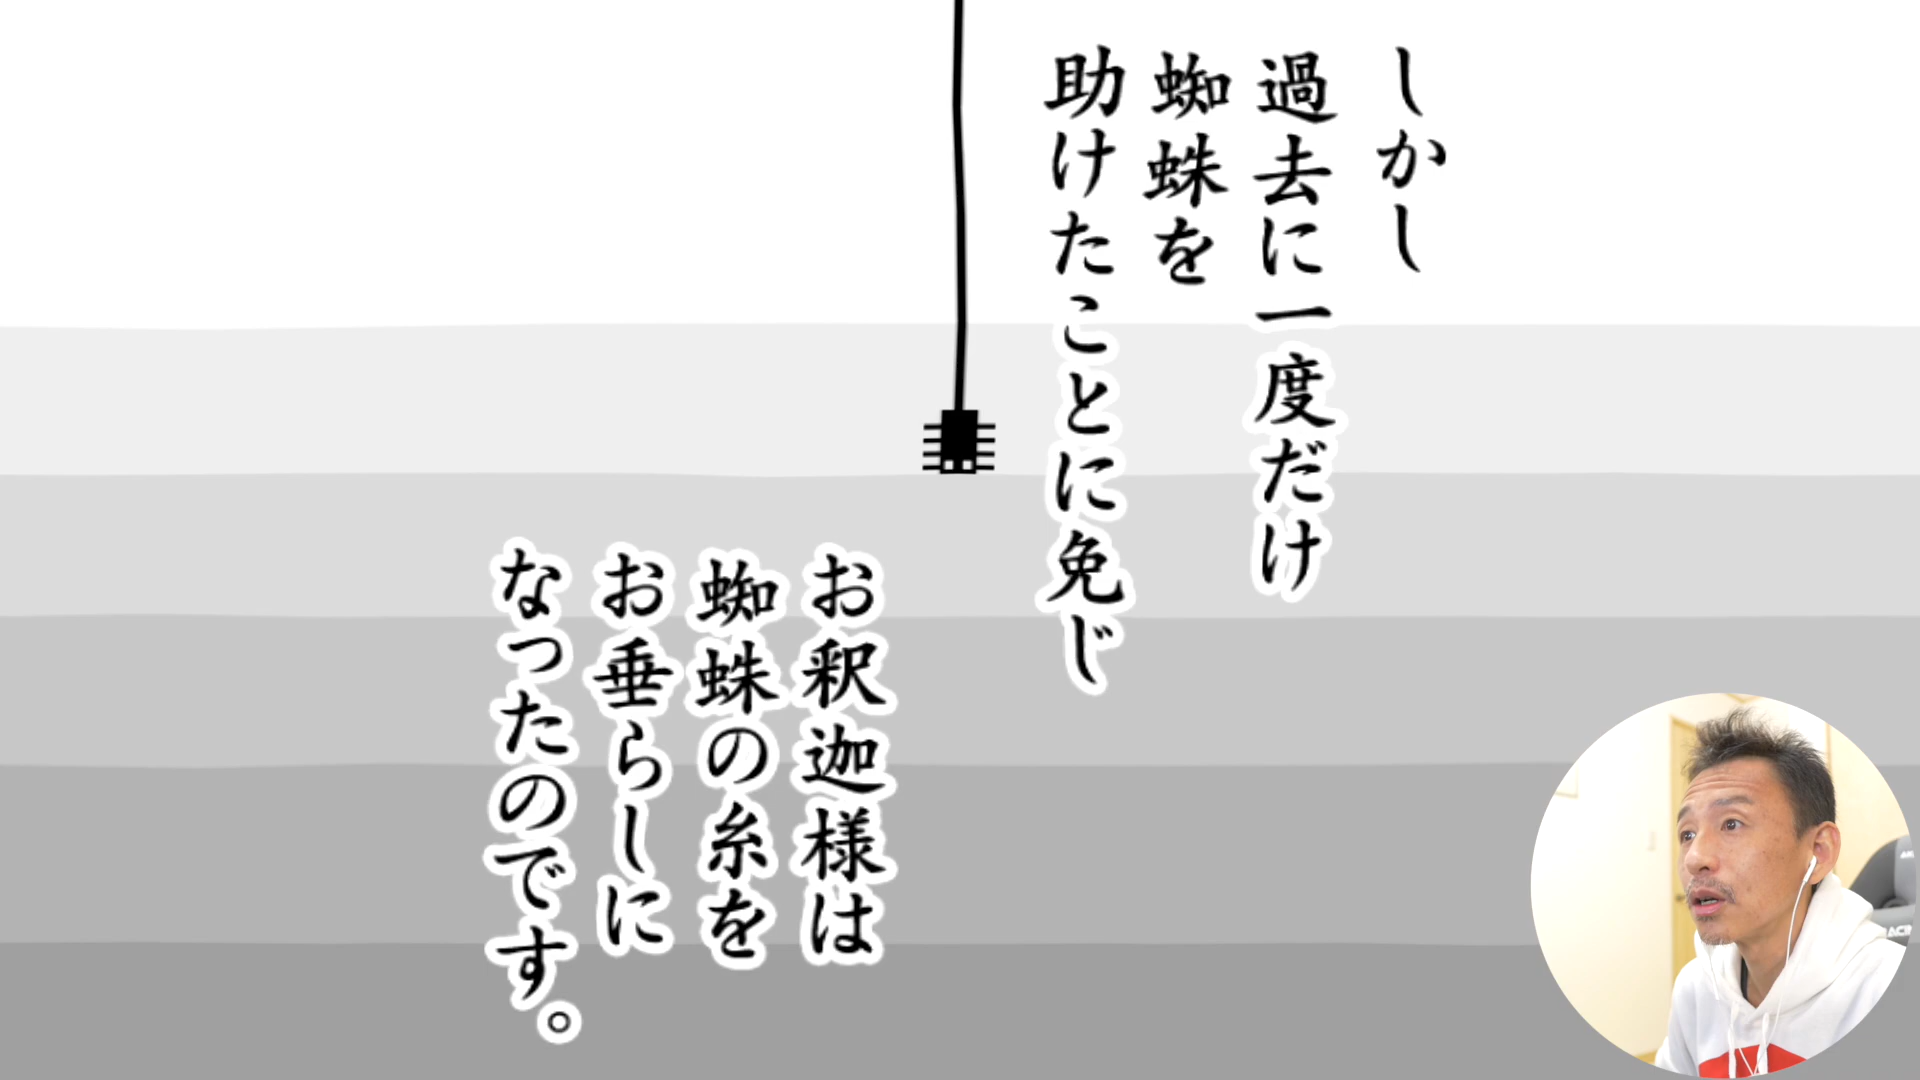 しかし
過去に一度だけ
蜘蛛を
助けたことに免じ
お釈迦様は
蜘蛛の糸を
お垂らしに
なったのです。